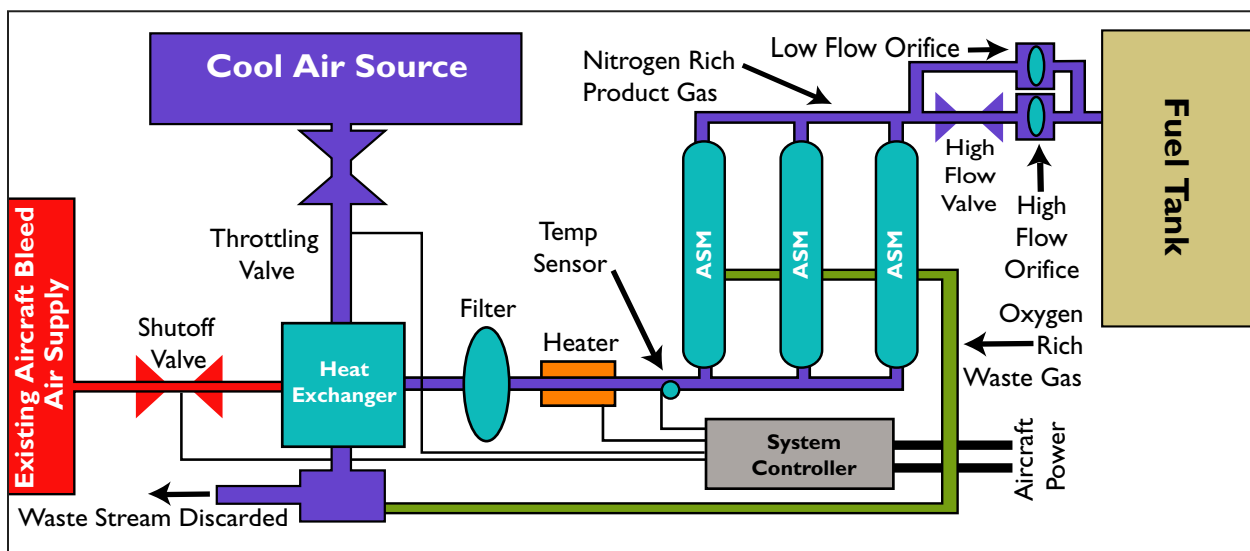 Cool Air Source
Low Flow Orifice
Nitrogen Rich
Product Gas
Fuel Tank
High
Flow
Valve
High
Flow
Orifice
Existing Aircraft Bleed
Air Supply
Throttling
Valve
Temp
Sensor
ASM
ASM
ASM
Shutoff
Valve
Filter
Heater
Oxygen
Rich
Waste Gas
Heat
Exchanger
System
Controller
Aircraft
Power
Waste Stream Discarded